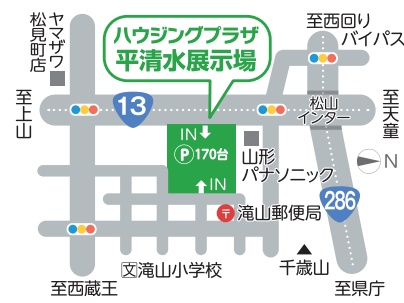 ヤマザワ
松見町店
ハウジングプラザ
平清水展示場
至西回り
バイパス
至上山
13
松山
インター
至天童
IN
P 170台
IN
山形
パナソニック
N
286
〒 滝山郵便局
文 滝山小学校
千歳山
至西蔵王
至県庁